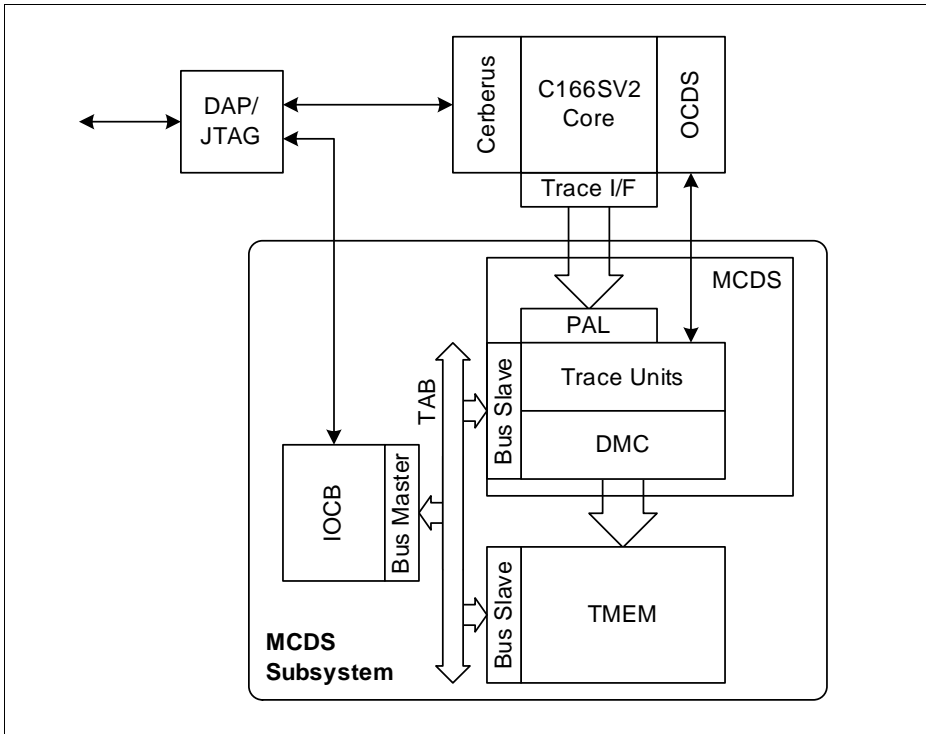 DAP/
JTAG
Cerberus
C166SV2
Core
OCDS
Trace I/F
MCDS
PAL
Bus Slave
Trace Units
DMC
TAB
IOCB
Bus Master
Bus Slave
TMEM
MCDS
Subsystem